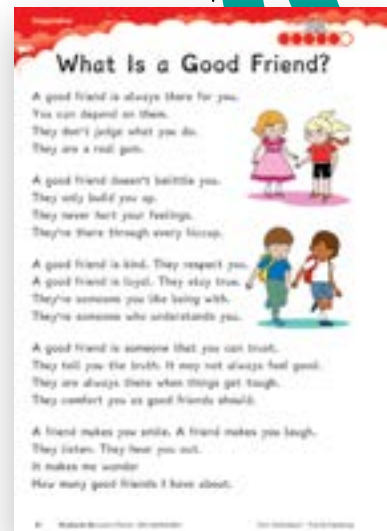 What Is a Good Friend?
A good friend is always there for you.
You can depend on them.
They don't judge what you do.
They are a real gem.
A good friend doesn't belittle you.
They only build you up.
They never hurt your feelings.
They're there through every hiccup.
A good friend is kind. They respect you.
A good friend is loyal. They stay true.
They're someone you like being with.
They're someone who understands you.
A good friend is someone that you can trust.
They tell you the truth. It may not always feel good.
They are always there when things get tough.
They comfort you as good friends should.
A friend makes you smile. A friend makes you laugh.
They listen. They hear you out.
It makes me wonder
How many good friends I have about.